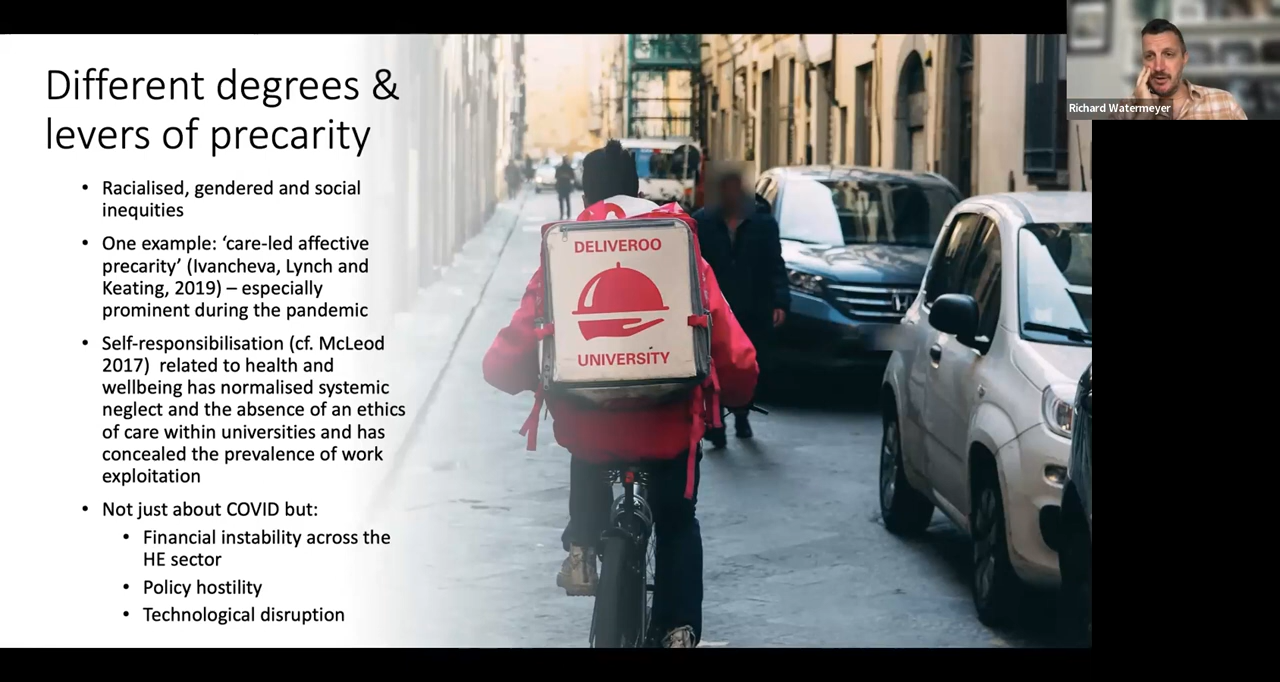 Different degrees &
levers of precarity
• Racialised, gendered and social
inequities
• One example: ‘care-led affective
precarity’ (Ivancheva, Lynch and
Keating, 2019) – especially
prominent during the pandemic
• Self-responsibilisation (cf. McLeod
2017)  related to health and
wellbeing has normalised systemic
neglect and the absence of an ethics
of care within universities and has
concealed the prevalence of work
exploitation
• Not just about COVID but:
• Financial instability across the
HE sector
• Policy hostility
• Technological disruption
DELIVEROO
UNIVERSITY
Richard Watermeyer